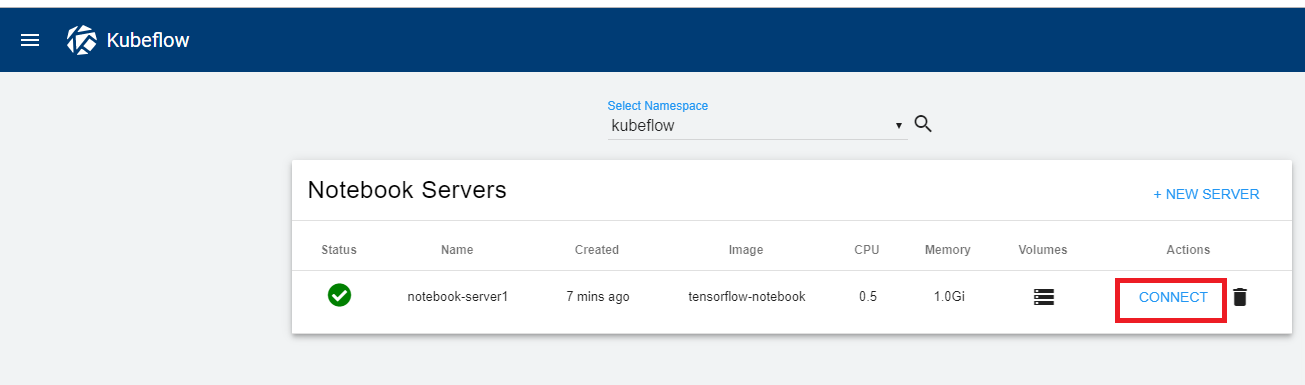 Kubeflow
Select Namespace
kubeflow
Notebook Servers
+ NEW SERVER
Status Name Created Image CPU Memory Volumes Actions
notebook-server1 7 mins ago tensorflow-notebook 0.5 1.0Gi CONNECT